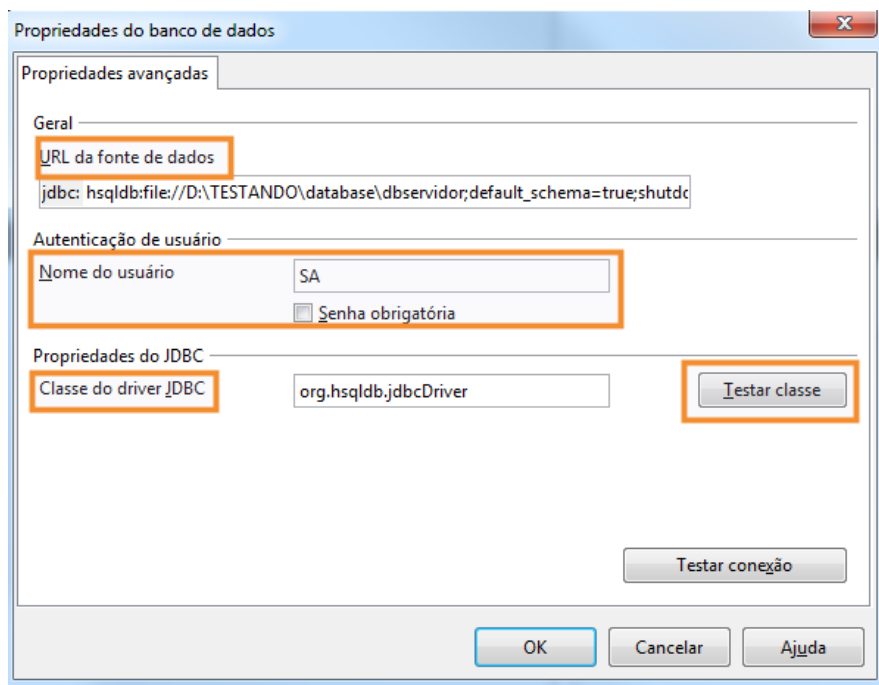 Propriedades do banco de dados
Propriedades avançadas
Geral
URL da fonte de dados
jdbc: hsqldb:file://D:\TESTANDO\database\dbservidor;default_schema=true;shutdc
Autenticação de usuário
Nome do usuário SA
Senha obrigatória
Propriedades do JDBC
Classe do driver JDBC org.hsqldb.jdbcDriver Testar classe
Testar conexão
OK Cancelar Ajuda